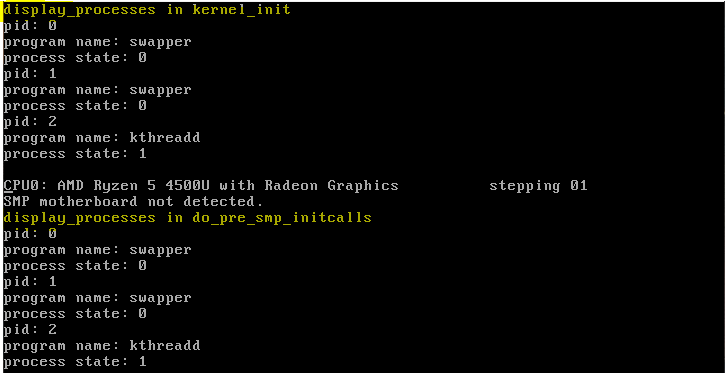 display_processes in kernel_init
pid: 0
program name: swapper
process state: 0
pid: 1
program name: swapper
process state: 0
pid: 2
program name: kthreadd
process state: 1
CPU0: AMD Ryzen 5 4500U with Radeon Graphics stepping 01
SMP motherboard not detected.
display_processes in do_pre_smp_initcalls
pid: 0
program name: swapper
process state: 0
pid: 1
program name: swapper
process state: 0
pid: 2
program name: kthreadd
process state: 1